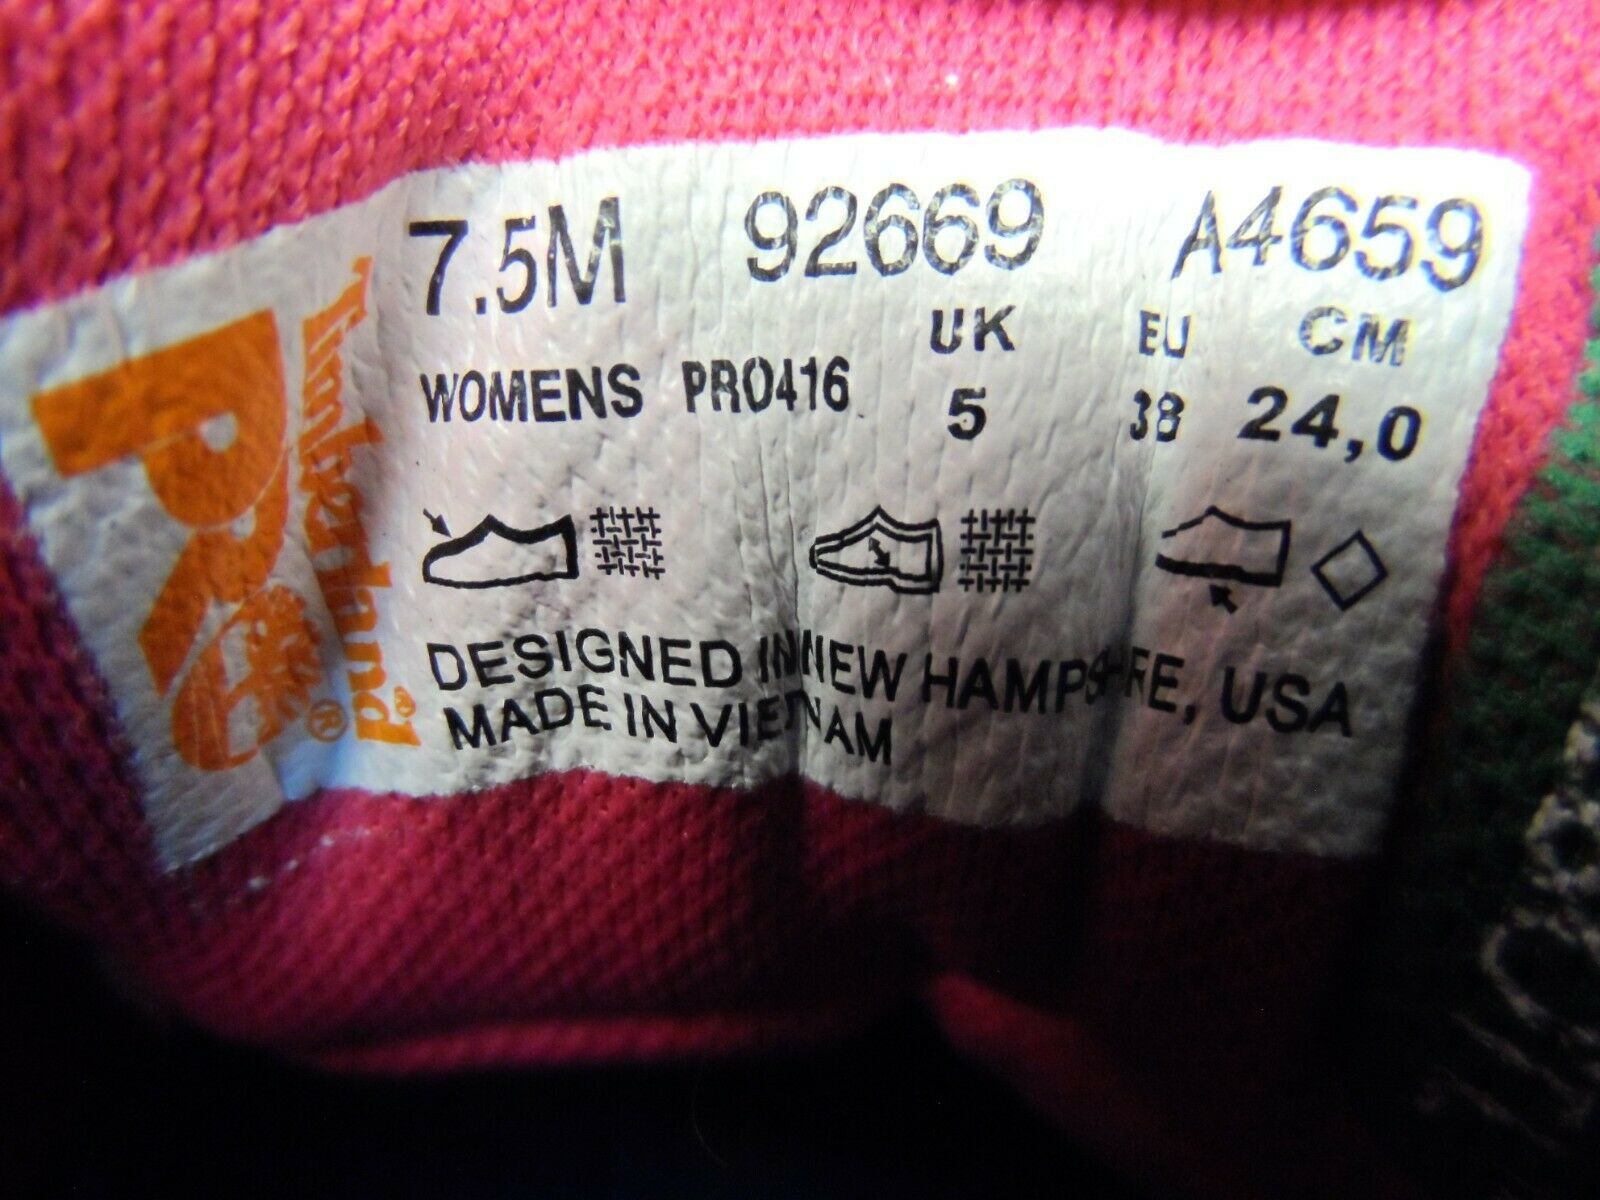 7.5M 92669 A4659
UK EU CM
WOMENS PRO416 5 38 24,0
DESIGNED IN NEW HAMPSHIRE, USA
MADE IN VIETNAM
Timberland®
PRO®